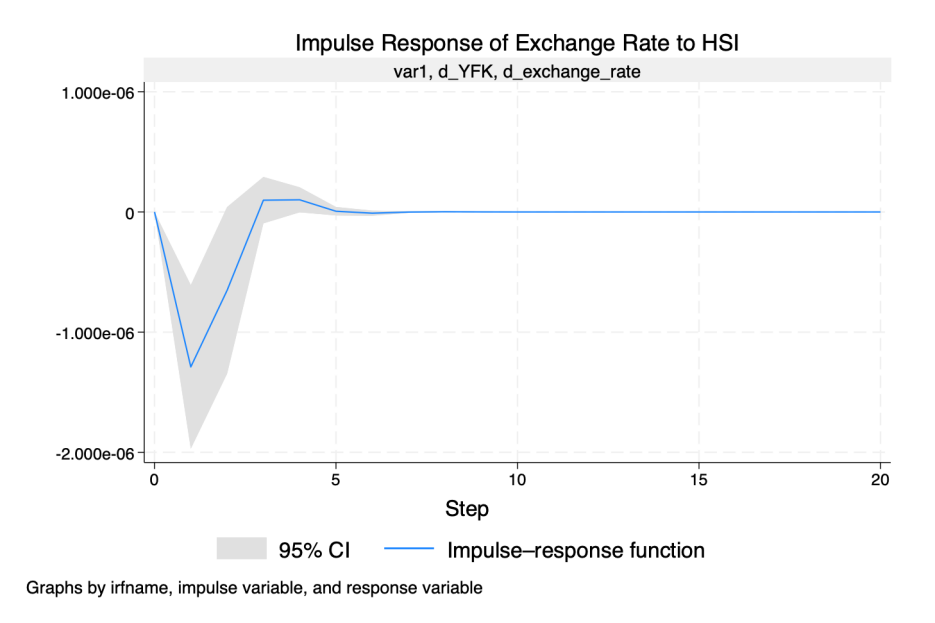 Impulse Response of Exchange Rate to HSI
var1, d_YFK, d_exchange_rate
1.000e-06
0
-1.000e-06
-2.000e-06
0 5 10 15 20
Step
95% CI Impulse–response function
Graphs by irfname, impulse variable, and response variable